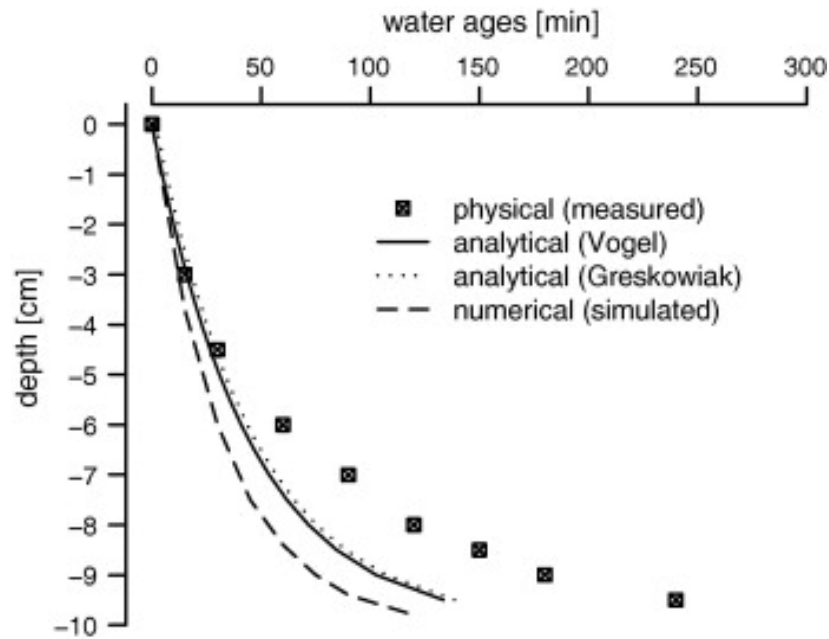 water ages [min]
0 50 100 150 200 250 300
0
−1
−2
−3
−4
−5
−6
−7
−8
−9
−10
depth [cm]
physical (measured)
analytical (Vogel)
analytical (Greskowiak)
numerical (simulated)